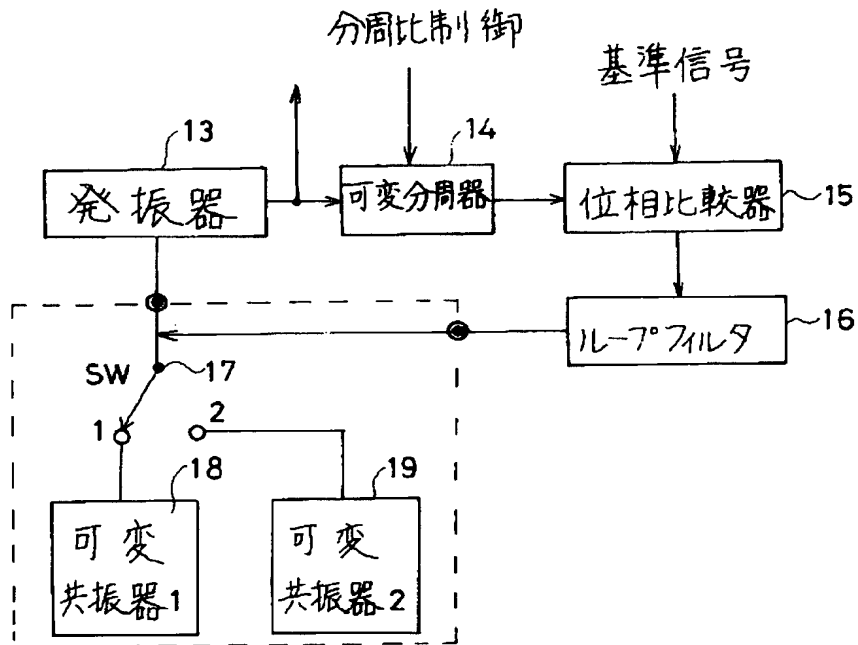 分周比制御
基準信号
13
発振器
14
可変分周器
位相比較器
15
ループフィルタ
16
SW
17
1
2
18
可変
共振器1
19
可変
共振器2